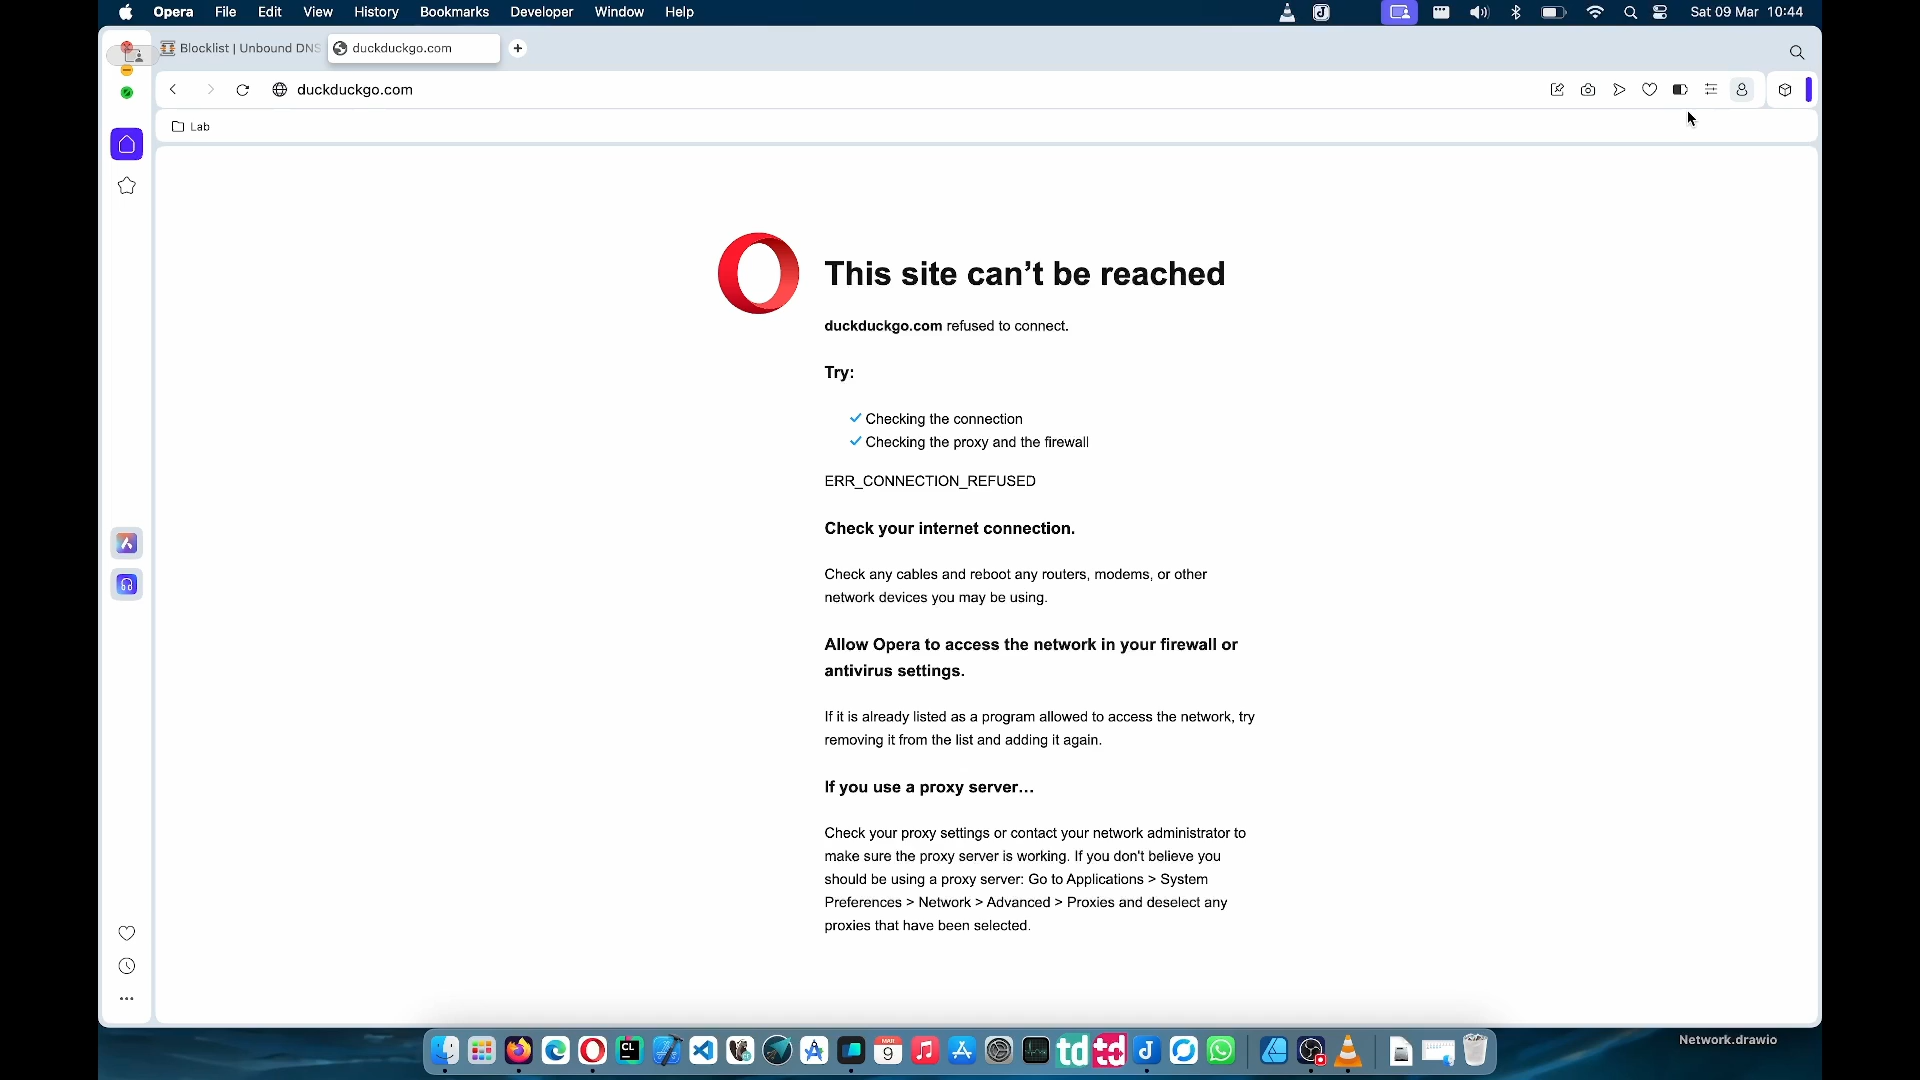 Opera File Edit View History Bookmarks Developer Window Help Sat 09 Mar 10:44
Blocklist | Unbound DNS duckduckgo.com
duckduckgo.com
Lab
This site can’t be reached
duckduckgo.com refused to connect.
Try:
Checking the connection
Checking the proxy and the firewall
ERR_CONNECTION_REFUSED
Check your internet connection.
Check any cables and reboot any routers, modems, or other
network devices you may be using.
Allow Opera to access the network in your firewall or
antivirus settings.
If it is already listed as a program allowed to access the network, try
removing it from the list and adding it again.
If you use a proxy server…
Check your proxy settings or contact your network administrator to
make sure the proxy server is working. If you don't believe you
should be using a proxy server: Go to Applications > System
Preferences > Network > Advanced > Proxies and deselect any
proxies that have been selected.
Network.drawio
CL MAR 9 td td